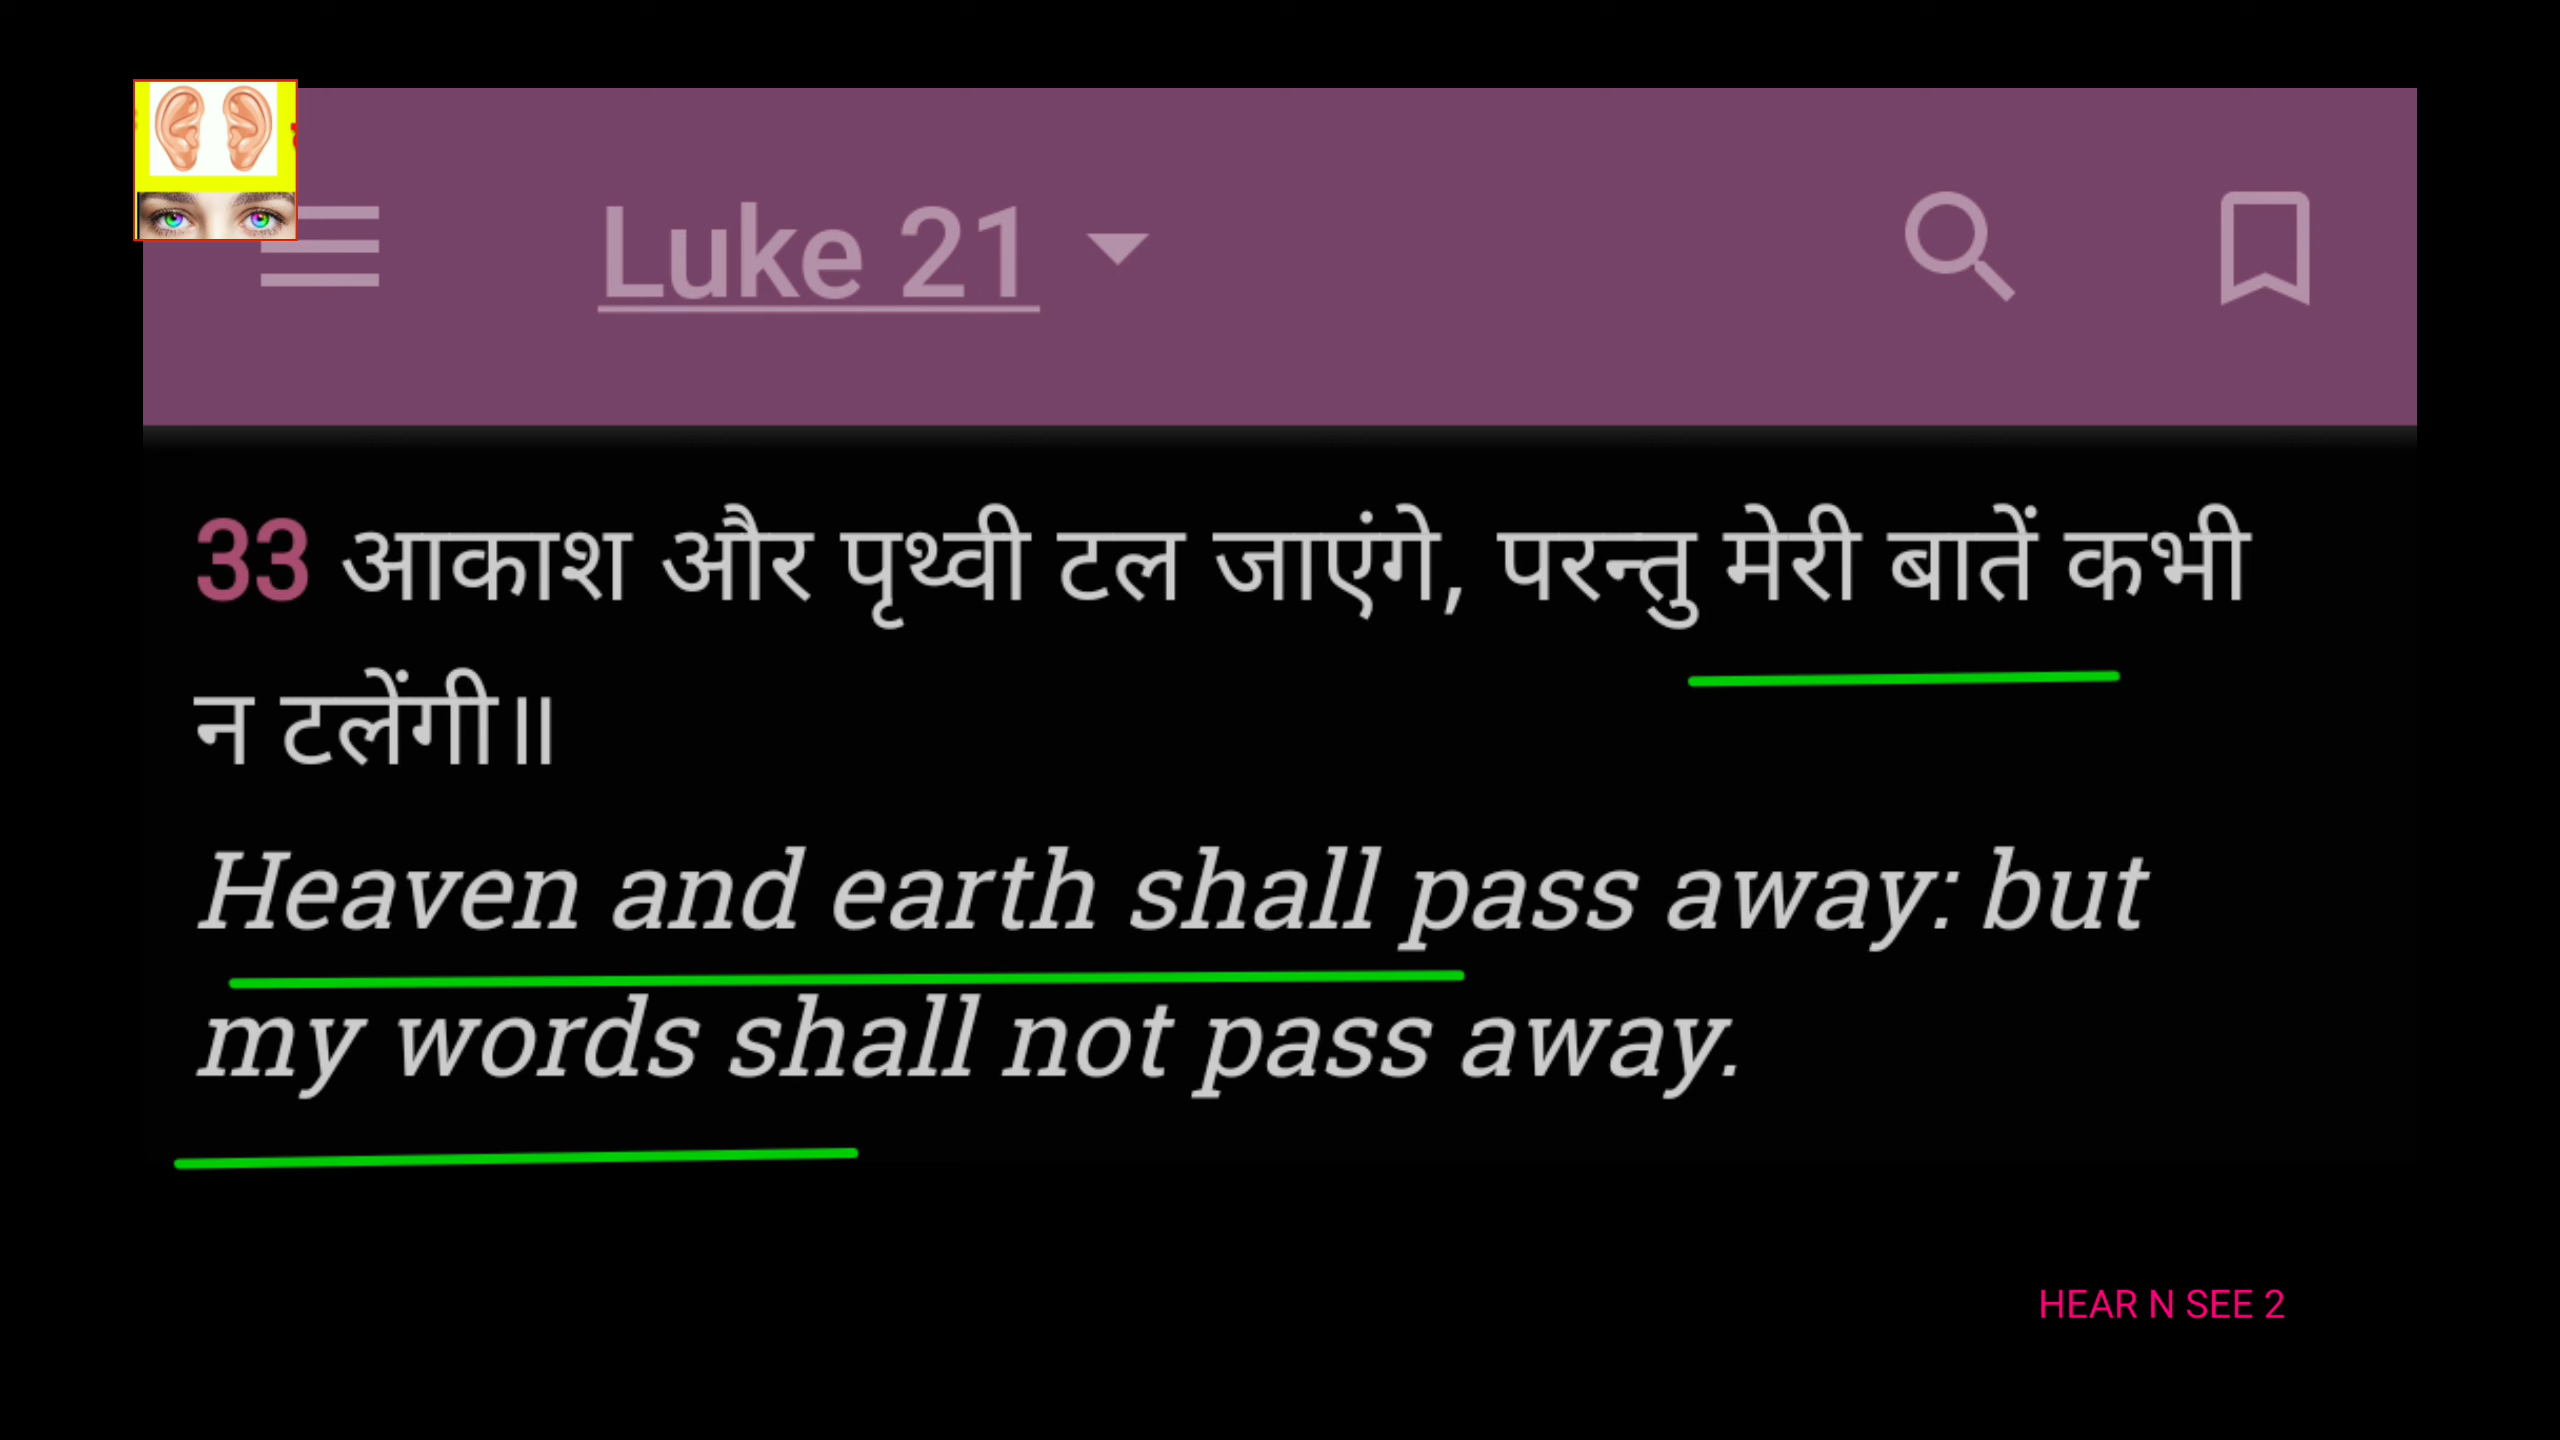 Luke 21
33 आकाश और पृथ्वी टल जाएंगे, परन्तु मेरी बातें कभी
न टलेंगी॥
Heaven and earth shall pass away: but
my words shall not pass away.
HEAR N SEE 2